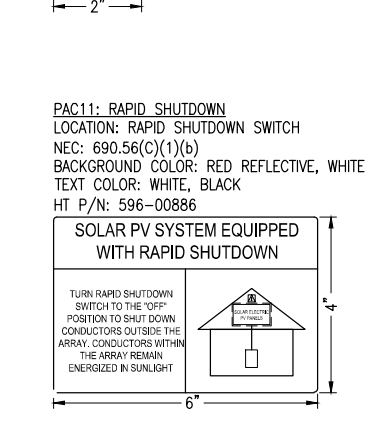 2"
PAC11: RAPID SHUTDOWN
LOCATION: RAPID SHUTDOWN SWITCH
NEC: 690.56(C)(1)(b)
BACKGROUND COLOR: RED REFLECTIVE, WHITE
TEXT COLOR: WHITE, BLACK
HT P/N: 596-00886
SOLAR PV SYSTEM EQUIPPED
WITH RAPID SHUTDOWN
TURN RAPID SHUTDOWN
SWITCH TO THE "OFF"
POSITION TO SHUT DOWN
CONDUCTORS OUTSIDE THE
ARRAY. CONDUCTORS WITHIN
THE ARRAY REMAIN
ENERGIZED IN SUNLIGHT
SOLAR ELECTRIC
PV PANELS
4"
6"